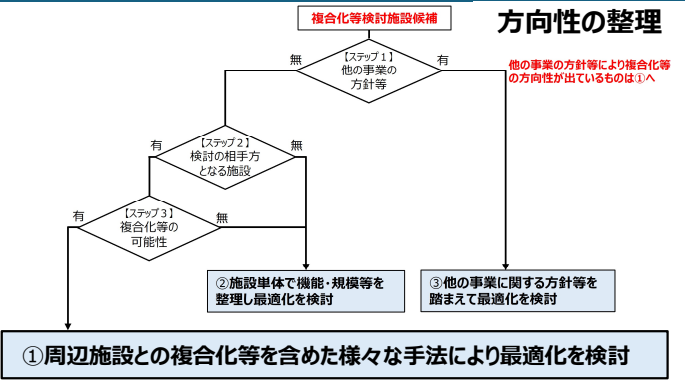 方向性の整理
複合化等検討施設候補
【ステップ１】
他の事業の
方針等
無
有
他の事業の方針等により複合化等
の方向性が出ているものは①へ
【ステップ２】
検討の相手方
となる施設
有
無
【ステップ３】
複合化等の
可能性
有
無
②施設単体で機能・規模等を
整理し最適化を検討
③他の事業に関する方針等を
踏まえて最適化を検討
①周辺施設との複合化等を含めた様々な手法により最適化を検討